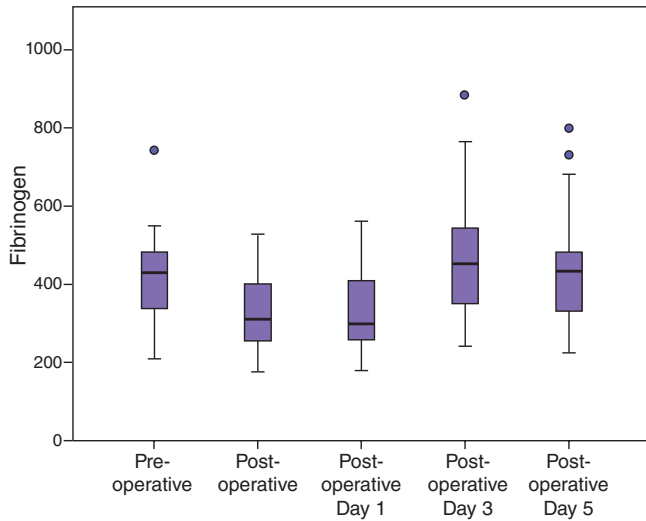 1000
800
600
400
200
0
Fibrinogen
Pre-
operative
Post-
operative
Post-
operative
Day 1
Post-
operative
Day 3
Post-
operative
Day 5